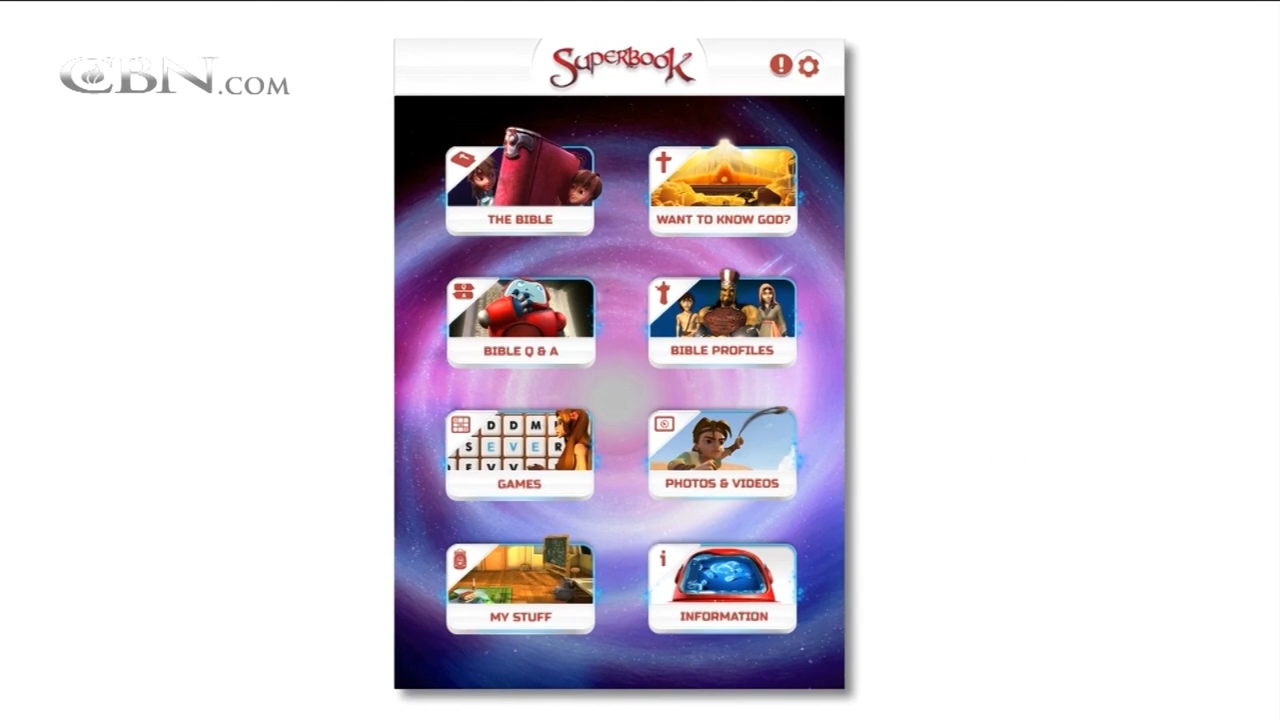 CBN.COM
SUPERBOOK
THE BIBLE
WANT TO KNOW GOD?
Q
A
BIBLE Q & A
BIBLE PROFILES
D D M
S E V E R
E V V
GAMES
PHOTOS & VIDEOS
MY STUFF
i
INFORMATION